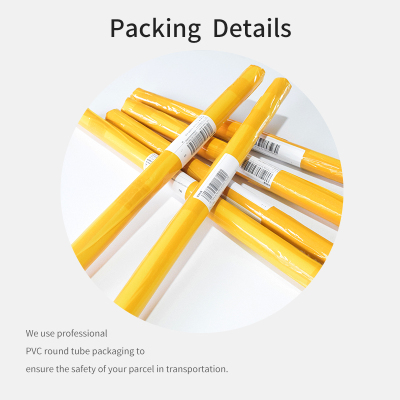 Packing Details
We use professional
PVC round tube packaging to
ensure the safety of your parcel in transportation.